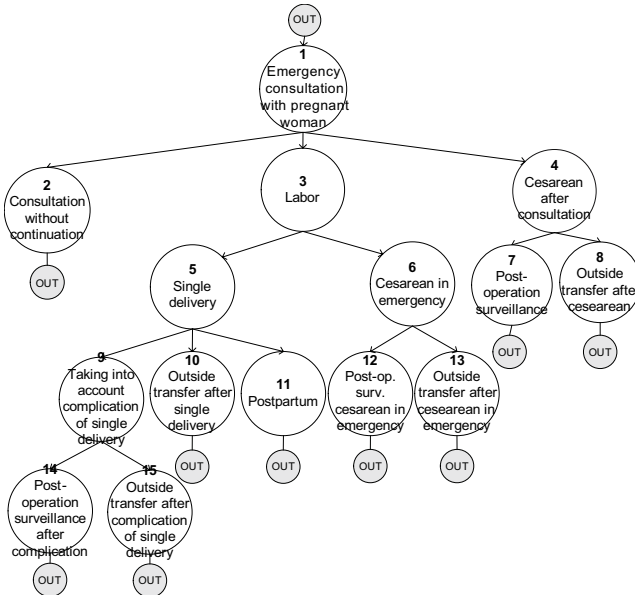 OUT
1
Emergency
consultation
with pregnant
woman
2
Consultation
without
continuation
OUT
3
Labor
4
Cesarean
after
consultation
5
Single
delivery
6
Cesarean in
emergency
7
Post-
operation
surveillance
OUT
8
Outside
transfer after
cesearean
OUT
9
Taking into
account
complication
of single
delivery
10
Outside
transfer after
single
delivery
OUT
11
Postpartum
OUT
12
Post-op.
surv.
cesarean in
emergency
OUT
13
Outside
transfer after
cesearean in
emergency
OUT
14
Post-
operation
surveillance
after
complication
OUT
15
Outside
transfer after
complication
of single
delivery
OUT